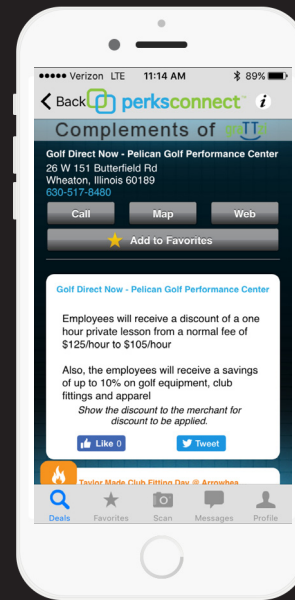 Verizon LTE 11:14 AM 89%
Back perksconnect™ i
Complements of
Golf Direct Now - Pelican Golf Performance Center
26 W 151 Butterfield Rd
Wheaton, Illinois 60189
630-517-8480
Call Map Web
Add to Favorites
Golf Direct Now - Pelican Golf Performance Center
Employees will receive a discount of a one
hour private lesson from a normal fee of
$125/hour to $105/hour
Also, the employees will receive a savings
of up to 10% on golf equipment, club
fittings and apparel
Show the discount to the merchant for
discount to be applied.
Like 0 Tweet
Taylor Made Club Fitting Day @ Arrowhea
Deals Favorites Scan Messages Profile